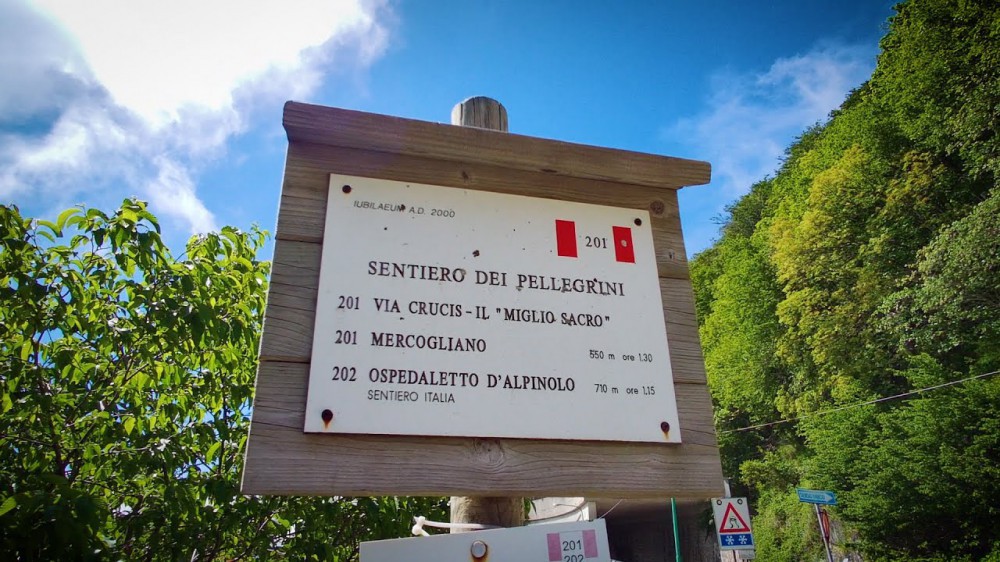 IUBILAEUM A.D. 2000
201
SENTIERO DEI PELLEGRINI
201 VIA CRUCIS - IL "MIGLIO SACRO"
201 MERCOGLIANO 550 m ore 1.30
202 OSPEDALETTO D'ALPINOLO 710 m ore 1.15
SENTIERO ITALIA
201
202